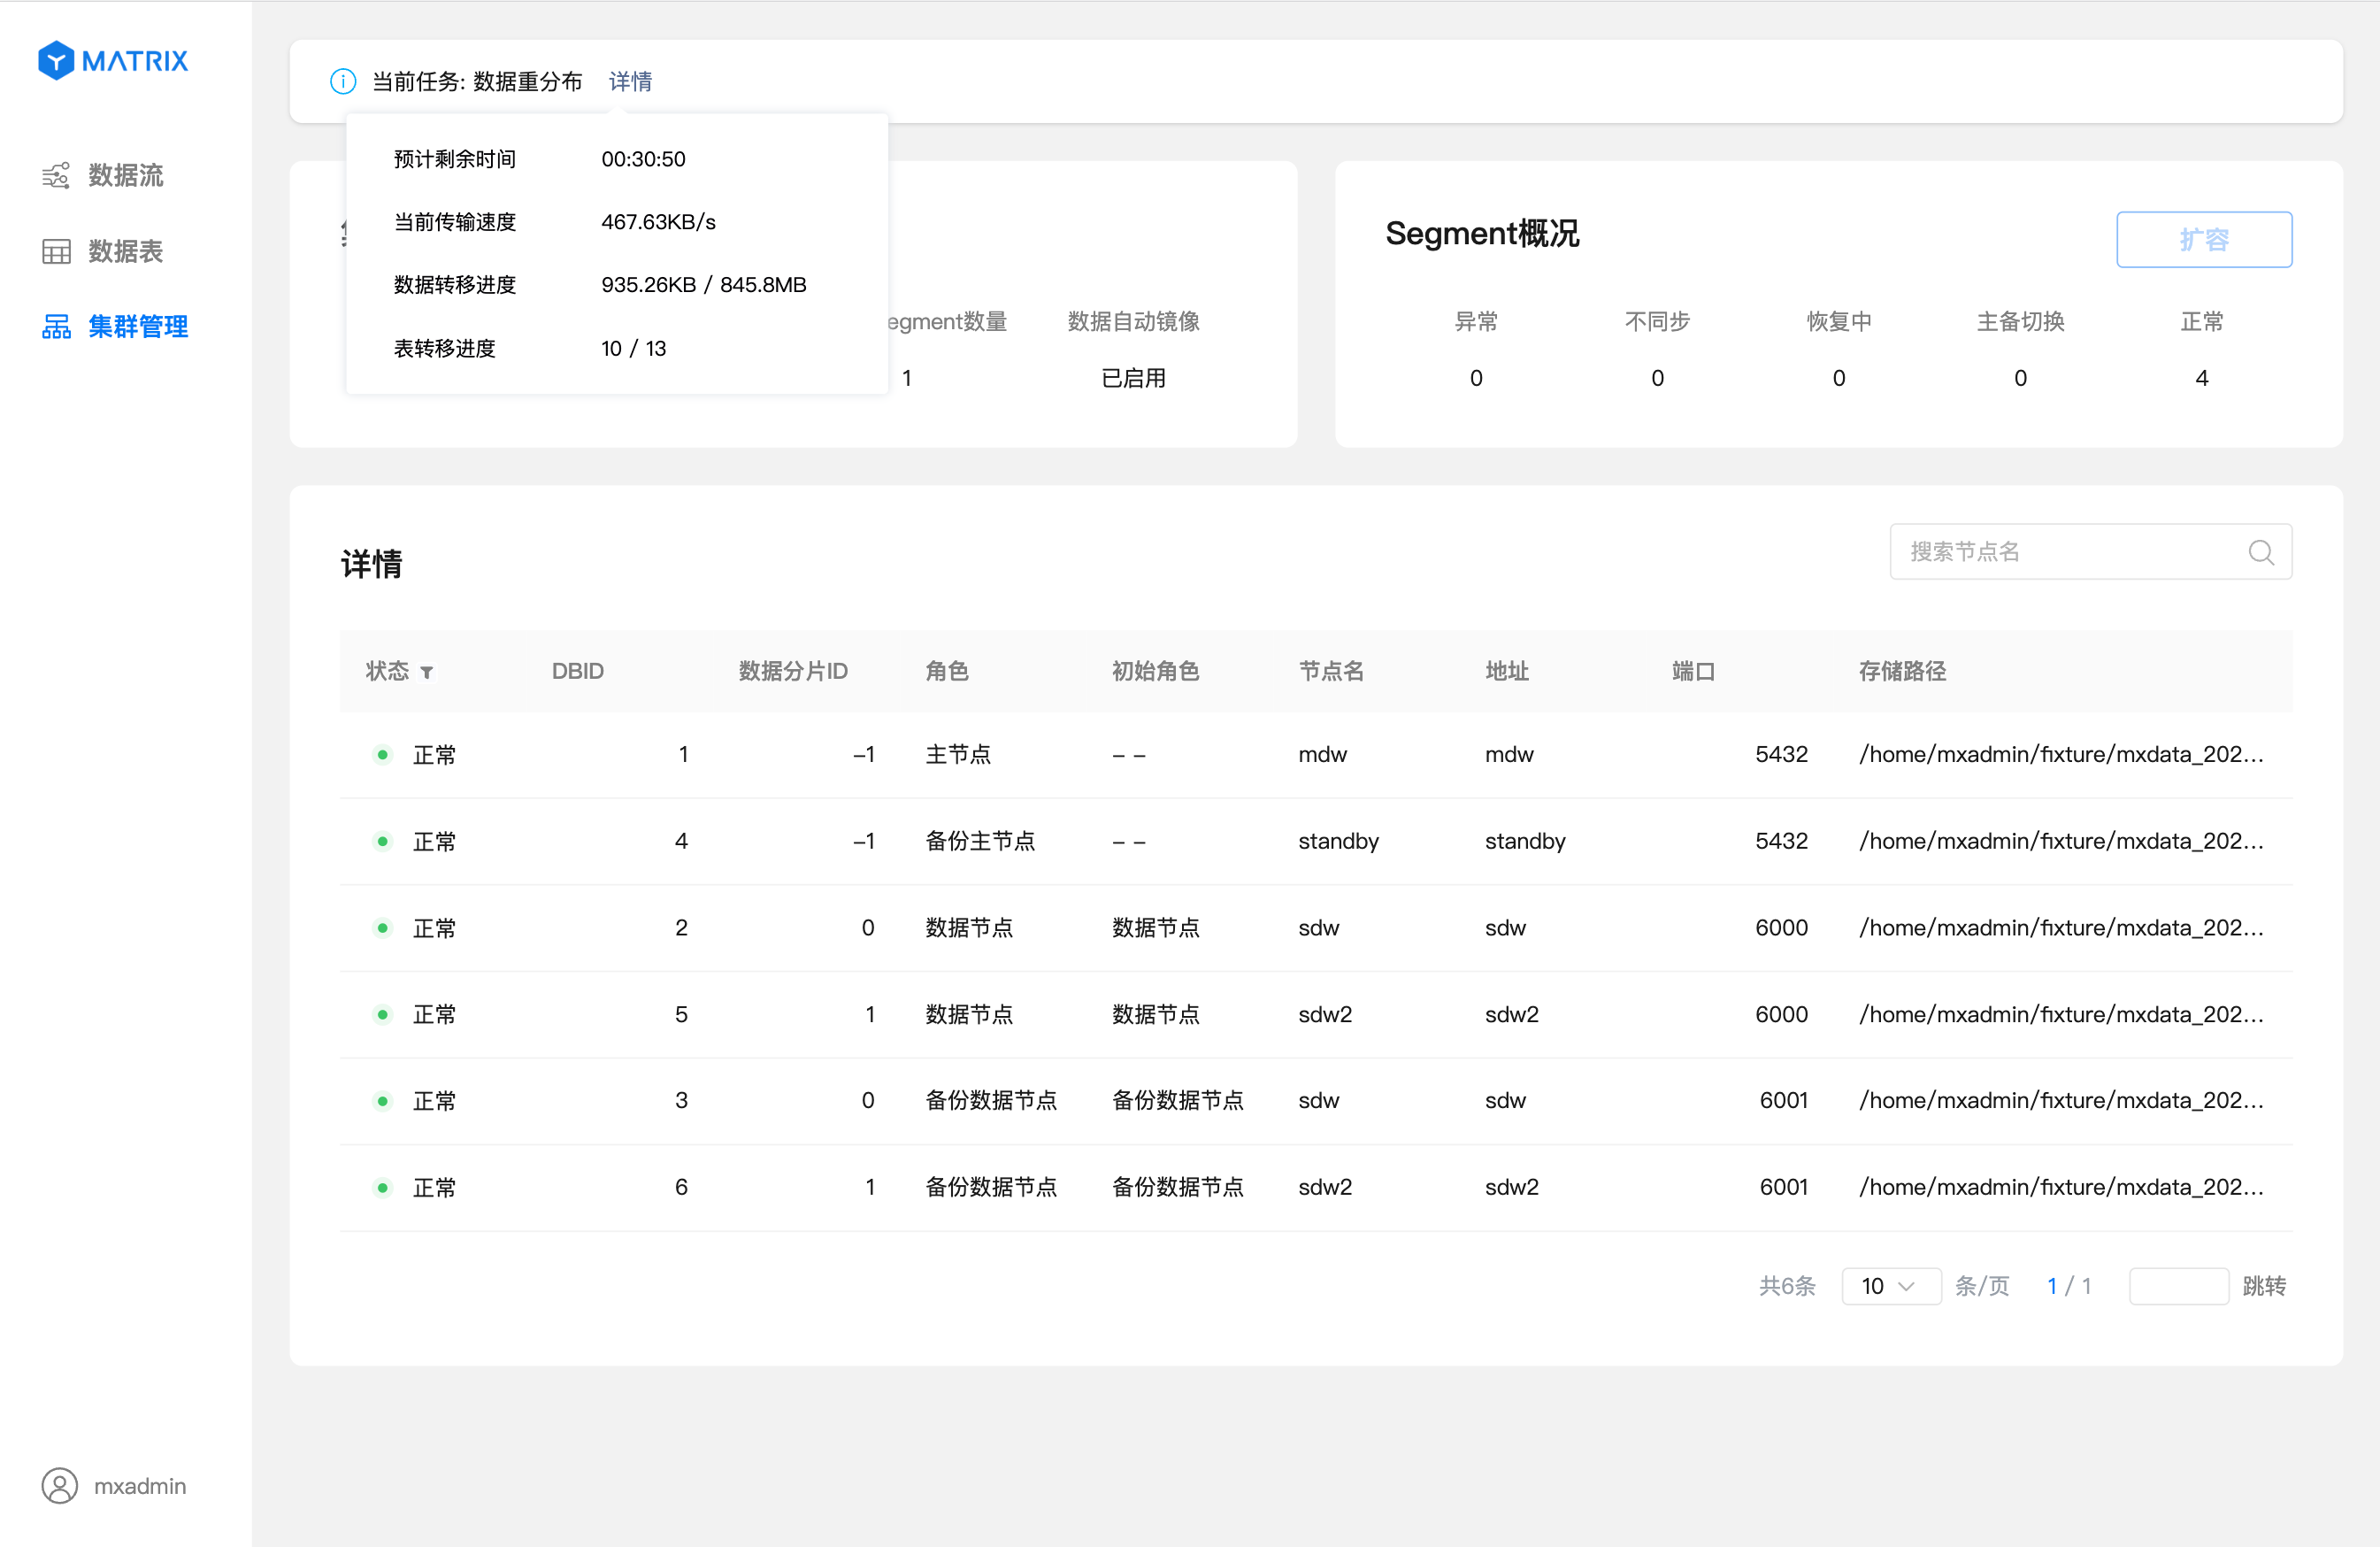 MATRIX
数据流
数据表
集群管理
mxadmin
当前任务: 数据重分布 详情
预计剩余时间 00:30:50
当前传输速度 467.63KB/s
数据转移进度 935.26KB / 845.8MB
表转移进度 10 / 13
egment数量 数据自动镜像
1 已启用
Segment概况 扩容
异常 不同步 恢复中 主备切换 正常
0 0 0 0 4
详情 搜索节点名
状态 DBID 数据分片ID 角色 初始角色 节点名 地址 端口 存储路径
正常 1 -1 主节点 - - mdw mdw 5432 /home/mxadmin/fixture/mxdata_202...
正常 4 -1 备份主节点 - - standby standby 5432 /home/mxadmin/fixture/mxdata_202...
正常 2 0 数据节点 数据节点 sdw sdw 6000 /home/mxadmin/fixture/mxdata_202...
正常 5 1 数据节点 数据节点 sdw2 sdw2 6000 /home/mxadmin/fixture/mxdata_202...
正常 3 0 备份数据节点 备份数据节点 sdw sdw 6001 /home/mxadmin/fixture/mxdata_202...
正常 6 1 备份数据节点 备份数据节点 sdw2 sdw2 6001 /home/mxadmin/fixture/mxdata_202...
共6条 10 条/页 1 / 1 跳转